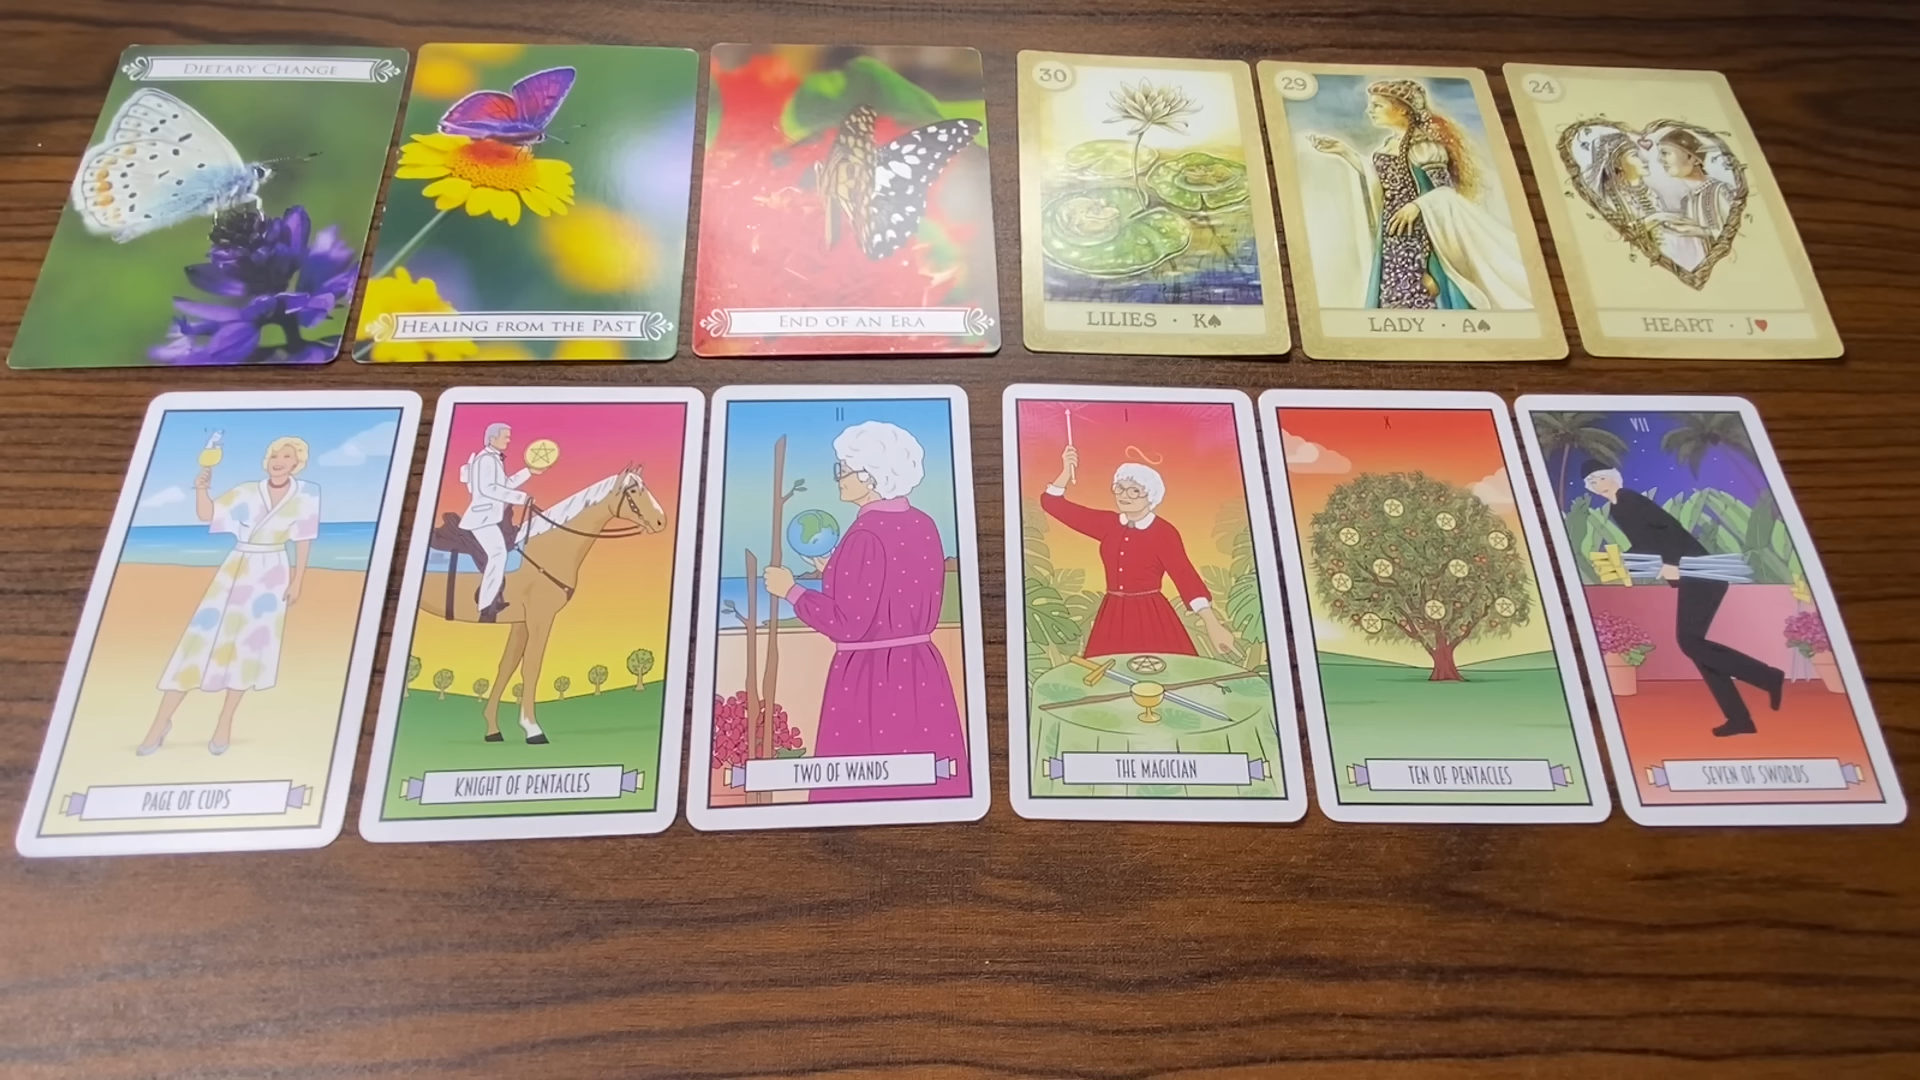 DIETARY CHANGE
HEALING FROM THE PAST
END OF AN ERA
30
LILIES · K♠
29
LADY · A♠
24
HEART · J♥
PAGE OF CUPS
KNIGHT OF PENTACLES
II
TWO OF WANDS
I
THE MAGICIAN
X
TEN OF PENTACLES
VII
SEVEN OF SWORDS